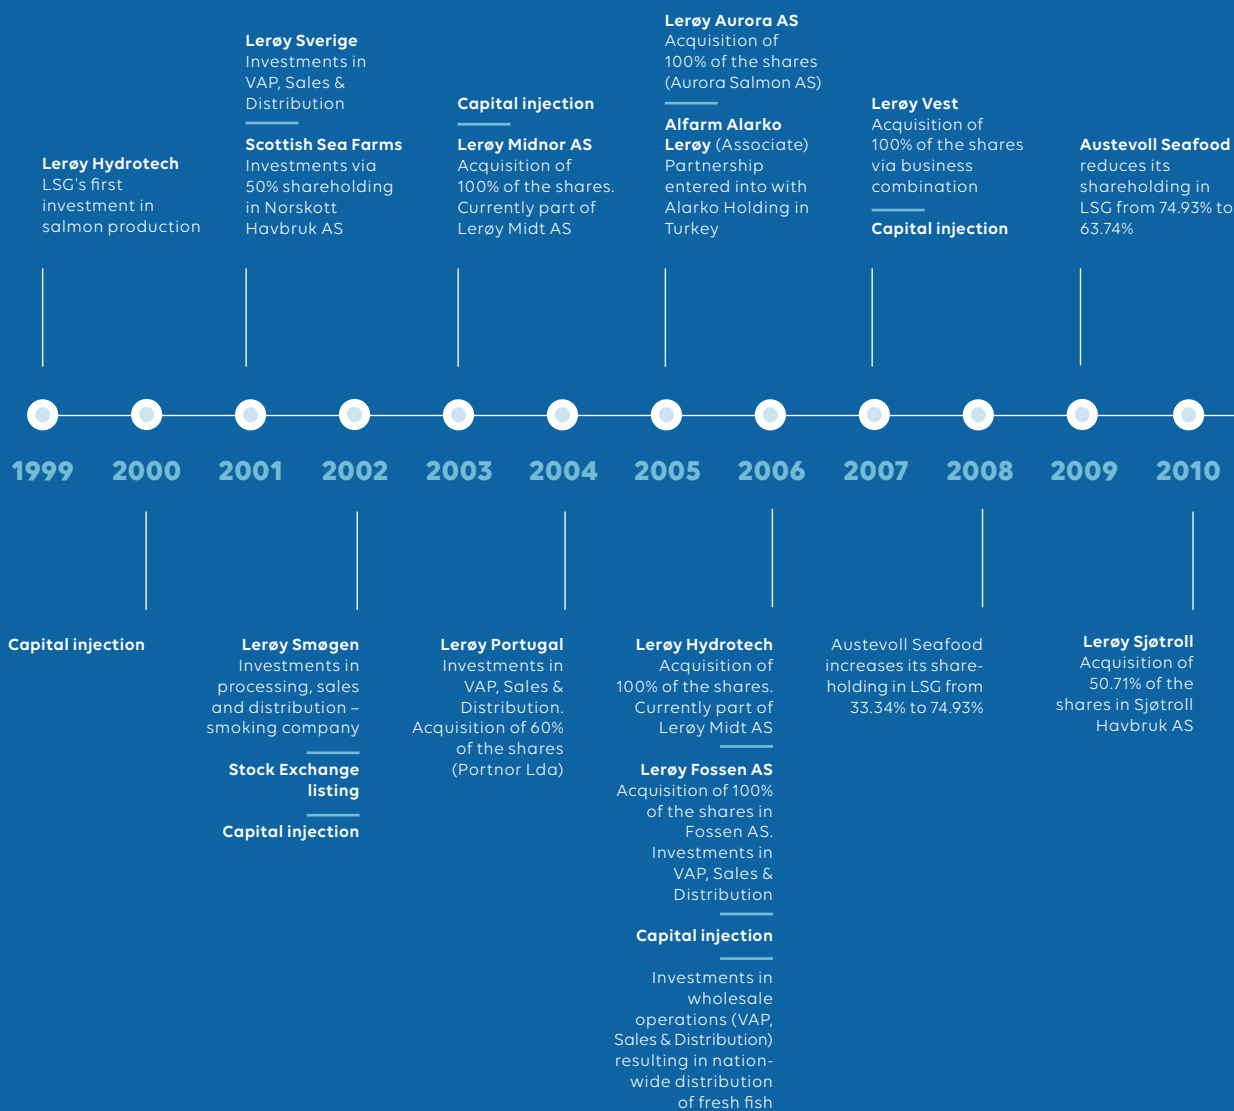 Lerøy Hydrotech
LSG's first
investment in
salmon production
Lerøy Sverige
Investments in
VAP, Sales &
Distribution
Scottish Sea Farms
Investments via
50% shareholding
in Norskott
Havbruk AS
Capital injection
Lerøy Midnor AS
Acquisition of
100% of the shares.
Currently part of
Lerøy Midt AS
Lerøy Aurora AS
Acquisition of
100% of the shares
(Aurora Salmon AS)
Alfarm Alarko
Lerøy (Associate)
Partnership
entered into with
Alarko Holding in
Turkey
Lerøy Vest
Acquisition of
100% of the shares
via business
combination
Capital injection
Austevoll Seafood
reduces its
shareholding in
LSG from 74.93% to
63.74%
1999 2000 2001 2002 2003 2004 2005 2006 2007 2008 2009 2010
Capital injection
Lerøy Smøgen
Investments in
processing, sales
and distribution –
smoking company
Stock Exchange
listing
Capital injection
Lerøy Portugal
Investments in
VAP, Sales &
Distribution.
Acquisition of 60%
of the shares
(Portnor Lda)
Lerøy Hydrotech
Acquisition of
100% of the shares.
Currently part of
Lerøy Midt AS
Lerøy Fossen AS
Acquisition of 100%
of the shares in
Fossen AS.
Investments in
VAP, Sales &
Distribution
Capital injection
Investments in
wholesale
operations (VAP,
Sales & Distribution)
resulting in nation-
wide distribution
of fresh fish
Austevoll Seafood
increases its share-
holding in LSG from
33.34% to 74.93%
Lerøy Sjøtroll
Acquisition of
50.71% of the
shares in Sjøtroll
Havbruk AS